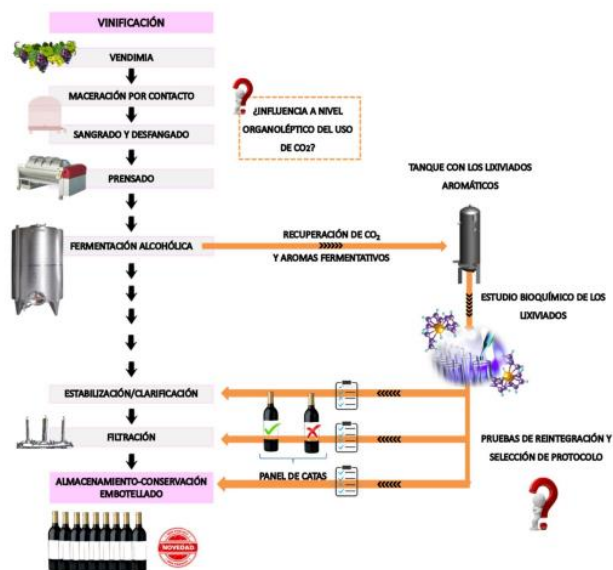 VINIFICACIÓN
VENDIMIA
MACERACIÓN POR CONTACTO
SANGRADO Y DESFANGADO
PRENSADO
¿INFLUENCIA A NIVEL
ORGANOLÉPTICO DEL USO
DE CO2?
TANQUE CON LOS LIXIVIADOS
AROMÁTICOS
FERMENTACIÓN ALCOHÓLICA
RECUPERACIÓN DE CO2
Y AROMAS FERMENTATIVOS
ESTUDIO BIOQUÍMICO DE LOS
LIXIVIADOS
ESTABILIZACIÓN/CLARIFICACIÓN
FILTRACIÓN
PANEL DE CATAS
PRUEBAS DE REINTEGRACIÓN Y
SELECCIÓN DE PROTOCOLO
ALMACENAMIENTO-CONSERVACIÓN
EMBOTELLADO
NOVEDAD